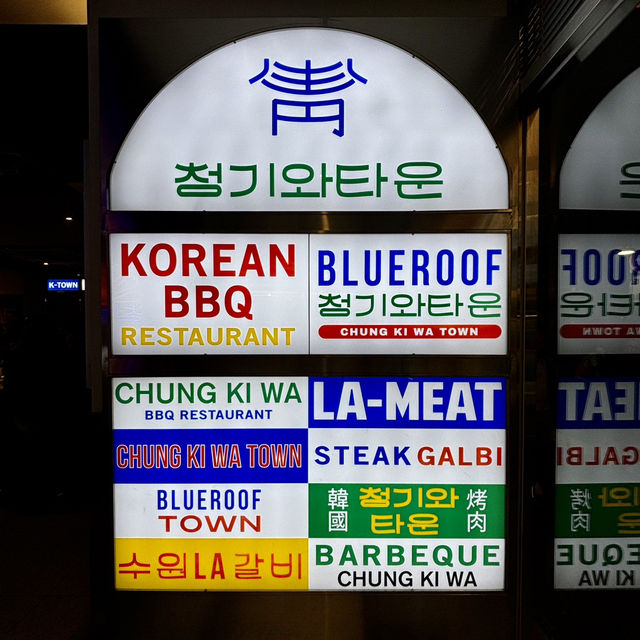 청기와타운
KOREAN
BBQ
RESTAURANT
BLUEROOF
청기와타운
CHUNG KI WA TOWN
CHUNG KI WA
BBQ RESTAURANT
LA-MEAT
CHUNG KI WA TOWN
STEAK GALBI
BLUEROOF
TOWN
韓國 청기와타운 烤肉
수원LA갈비
BARBEQUE
CHUNG KI WA
K-TOWN